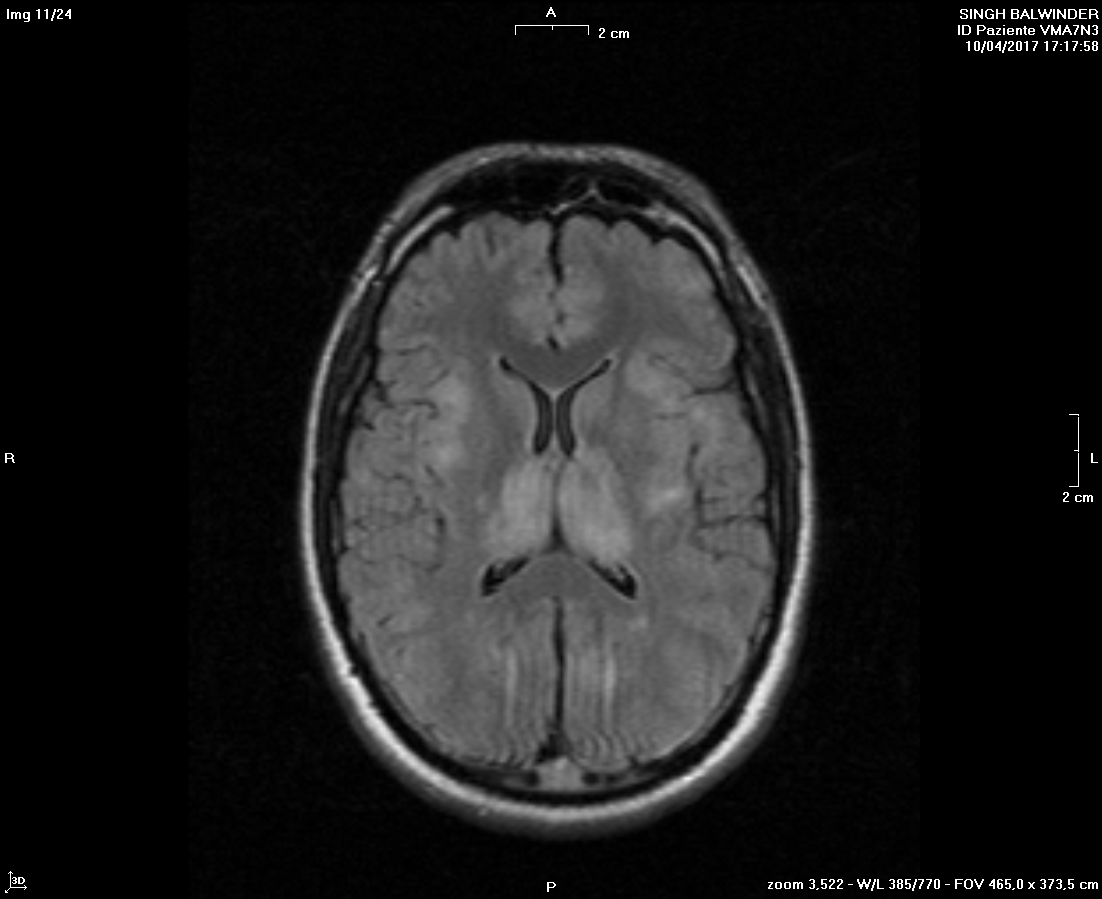 Img 11/24
A
2 cm
SINGH BALWINDER
ID Paziente VMA7N3
10/04/2017 17:17:58
R
L
2 cm
3D
P
zoom 3,522 - W/L 385/770 - FOV 465,0 x 373,5 cm